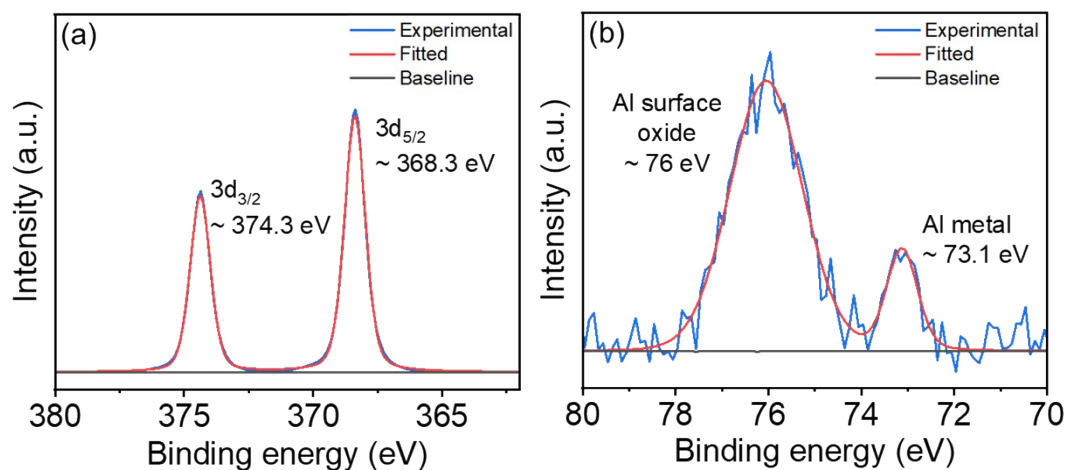 (a)
Experimental
Fitted
Baseline
3d5/2
~ 368.3 eV
3d3/2
~ 374.3 eV
Intensity (a.u.)
380 375 370 365
Binding energy (eV)
(b)
Experimental
Fitted
Baseline
Al surface
oxide
~ 76 eV
Al metal
~ 73.1 eV
Intensity (a.u.)
80 78 76 74 72 70
Binding energy (eV)